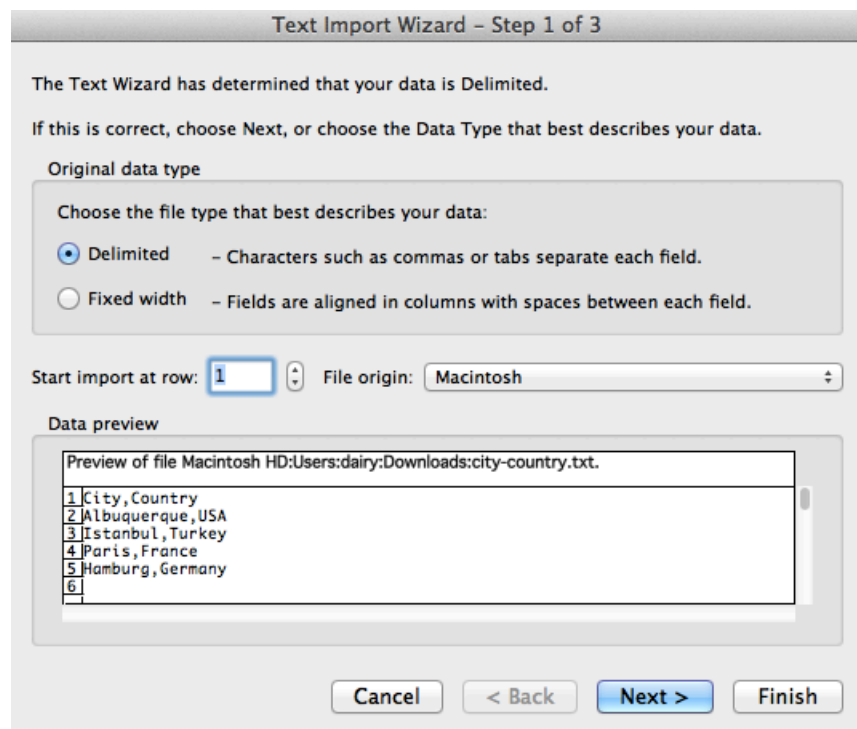 Text Import Wizard – Step 1 of 3
The Text Wizard has determined that your data is Delimited.
If this is correct, choose Next, or choose the Data Type that best describes your data.
Original data type
Choose the file type that best describes your data:
Delimited – Characters such as commas or tabs separate each field.
Fixed width – Fields are aligned in columns with spaces between each field.
Start import at row: 1 File origin: Macintosh
Data preview
Preview of file Macintosh HD:Users:dairy:Downloads:city-country.txt.
1 City,Country
2 Albuquerque,USA
3 Istanbul,Turkey
4 Paris,France
5 Hamburg,Germany
6
Cancel < Back Next > Finish